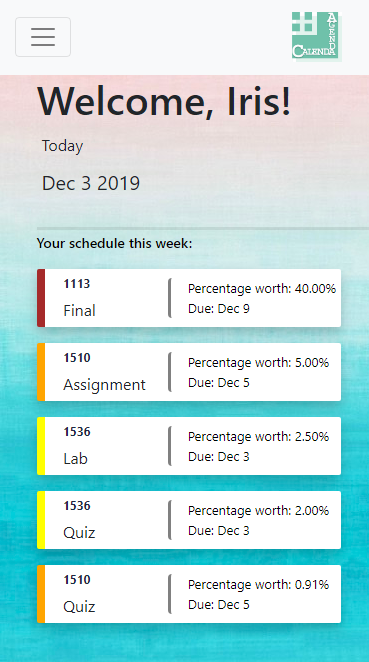 AGENDA
CALENDA
Welcome, Iris!
Today
Dec 3 2019
Your schedule this week:
1113
Final
Percentage worth: 40.00%
Due: Dec 9
1510
Assignment
Percentage worth: 5.00%
Due: Dec 5
1536
Lab
Percentage worth: 2.50%
Due: Dec 3
1536
Quiz
Percentage worth: 2.00%
Due: Dec 3
1510
Quiz
Percentage worth: 0.91%
Due: Dec 5